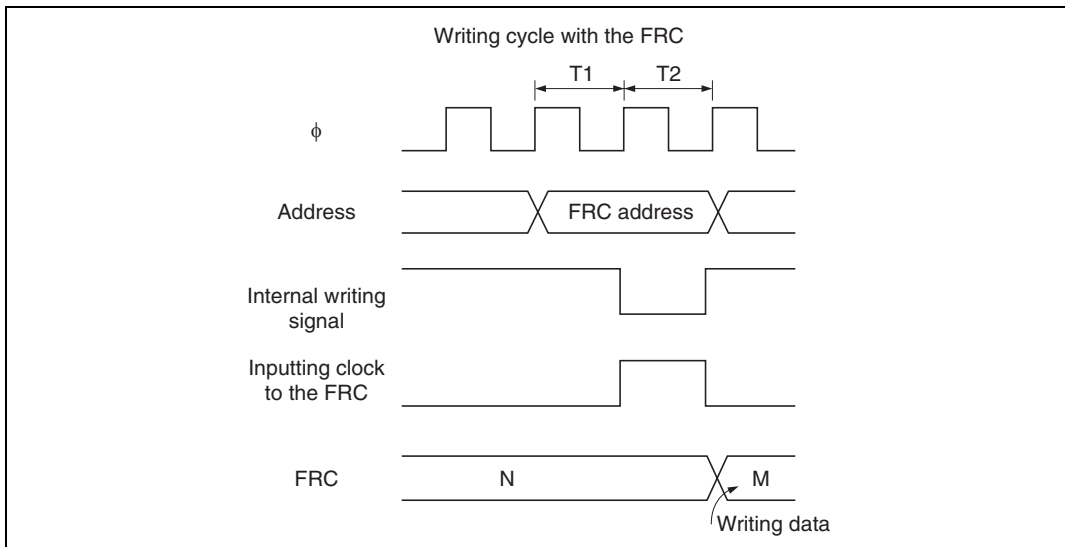 Writing cycle with the FRC
T1 T2
ϕ
Address FRC address
Internal writing
signal
Inputting clock
to the FRC
FRC N M
Writing data